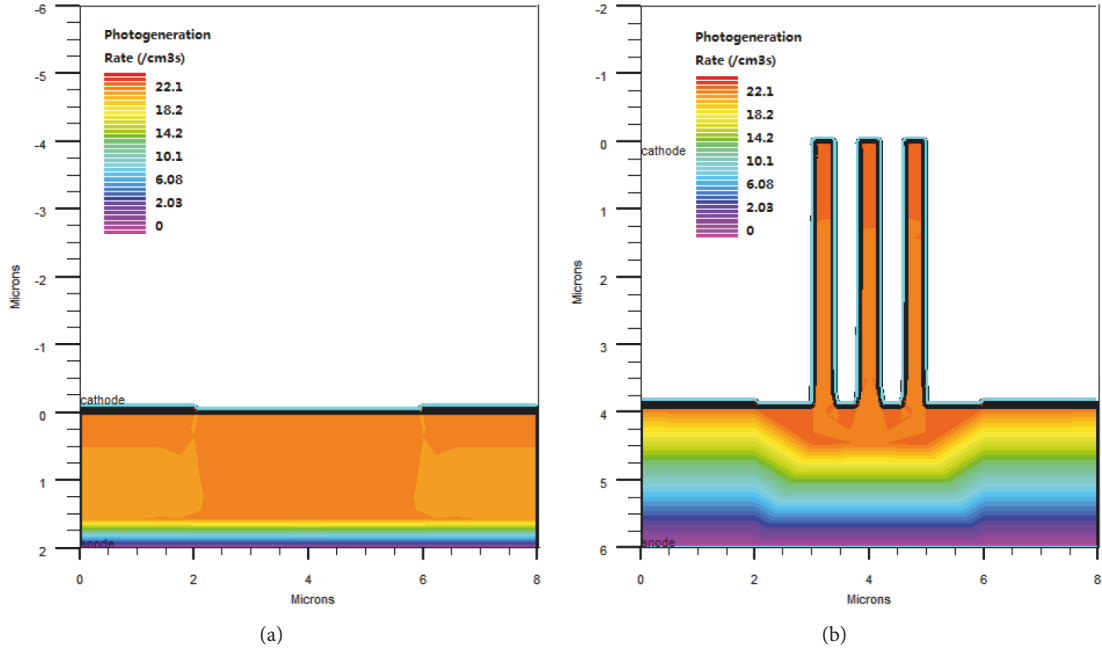 -6
-5
-4
-3
-2
-1
0
1
2
Microns
Photogeneration
Rate (/cm3s)
22.1
18.2
14.2
10.1
6.08
2.03
0
cathode
anode
0 2 4 6 8
Microns
(a)
-2
-1
0
1
2
3
4
5
6
Microns
Photogeneration
Rate (/cm3s)
22.1
18.2
14.2
10.1
6.08
2.03
0
cathode
anode
0 2 4 6 8
Microns
(b)